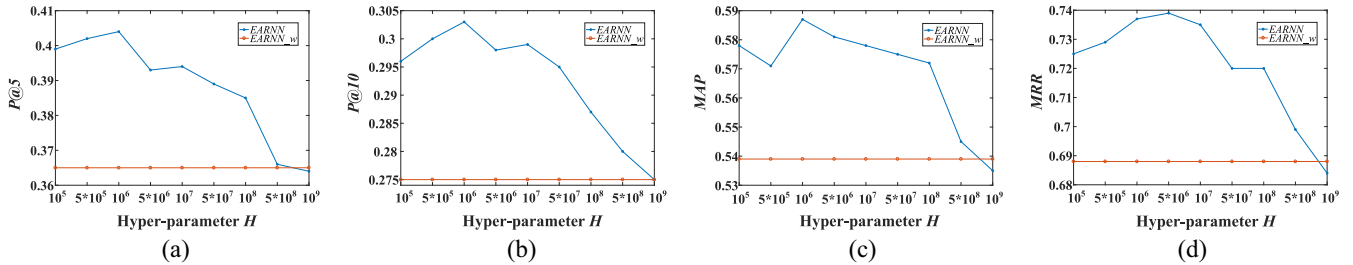 0.41
0.4
0.39
0.38
0.37
0.36
P@5
EARNN
EARNN_w
10^5 5*10^5 10^6 5*10^6 10^7 5*10^7 10^8 5*10^8 10^9
Hyper-parameter H
(a)
0.305
0.3
0.295
0.29
0.285
0.28
0.275
P@10
EARNN
EARNN_w
10^5 5*10^5 10^6 5*10^6 10^7 5*10^7 10^8 5*10^8 10^9
Hyper-parameter H
(b)
0.59
0.58
0.57
0.56
0.55
0.54
0.53
MAP
EARNN
EARNN_w
10^5 5*10^5 10^6 5*10^6 10^7 5*10^7 10^8 5*10^8 10^9
Hyper-parameter H
(c)
0.74
0.73
0.72
0.71
0.7
0.69
0.68
MRR
EARNN
EARNN_w
10^5 5*10^5 10^6 5*10^6 10^7 5*10^7 10^8 5*10^8 10^9
Hyper-parameter H
(d)